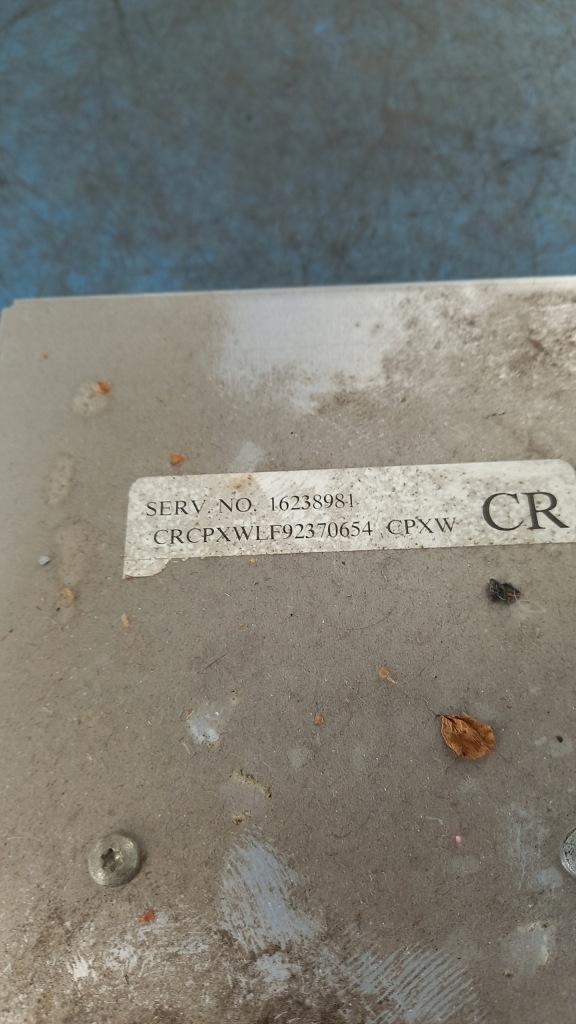 SERV. NO. 16238981
CRCPXWLF92370654 CPXW
CR